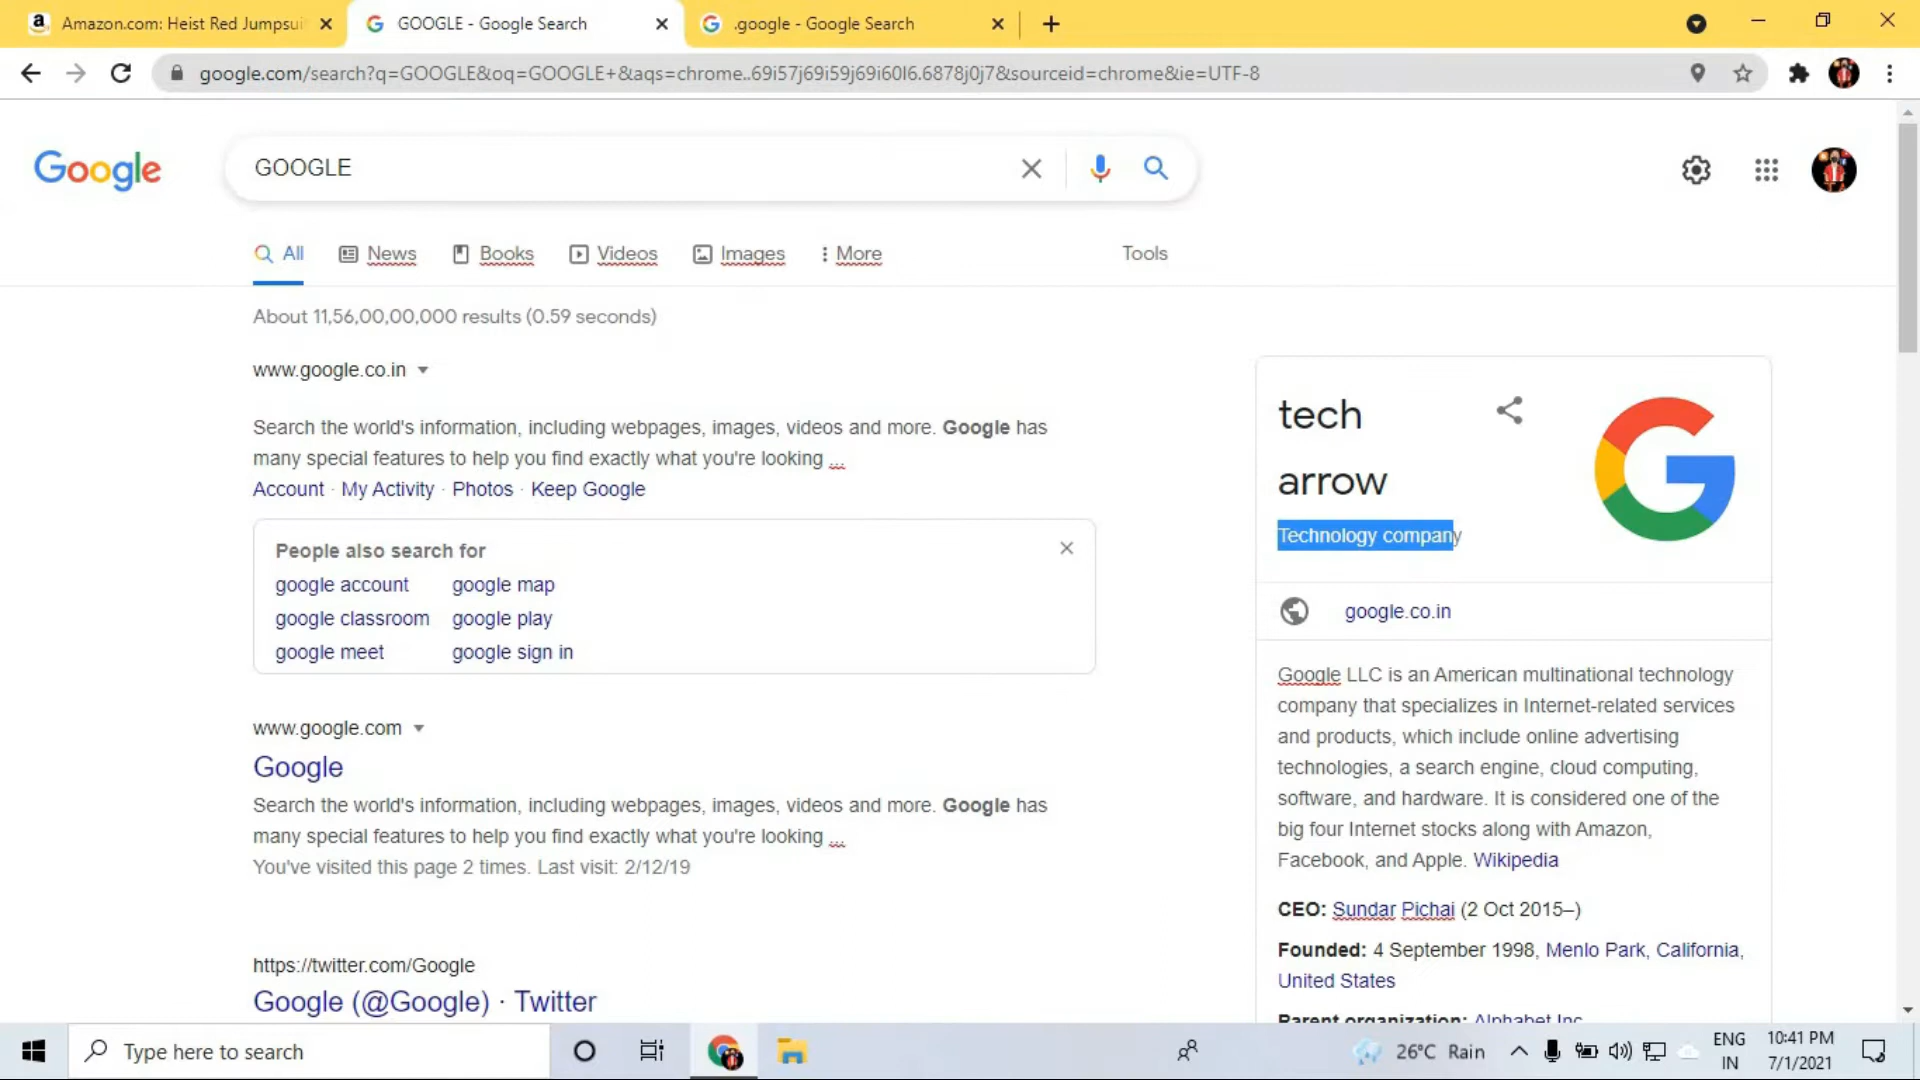 Amazon.com: Heist Red Jumpsui
GOOGLE - Google Search
.google - Google Search
google.com/search?q=GOOGLE&oq=GOOGLE+&aqs=chrome..69i57j69i59j69i60l6.6878j0j7&sourceid=chrome&ie=UTF-8
Google
GOOGLE
All
News
Books
Videos
Images
More
Tools
About 11,56,00,00,000 results (0.59 seconds)
www.google.co.in
Search the world's information, including webpages, images, videos and more. Google has
many special features to help you find exactly what you're looking ...
Account · My Activity · Photos · Keep Google
People also search for
google account
google map
google classroom
google play
google meet
google sign in
www.google.com
Google
Search the world's information, including webpages, images, videos and more. Google has
many special features to help you find exactly what you're looking ...
You've visited this page 2 times. Last visit: 2/12/19
https://twitter.com/Google
Google (@Google) · Twitter
tech
arrow
Technology company
google.co.in
Google LLC is an American multinational technology
company that specializes in Internet-related services
and products, which include online advertising
technologies, a search engine, cloud computing,
software, and hardware. It is considered one of the
big four Internet stocks along with Amazon,
Facebook, and Apple. Wikipedia
CEO: Sundar Pichai (2 Oct 2015–)
Founded: 4 September 1998, Menlo Park, California,
United States
Parent organization: Alphabet Inc
Type here to search
26°C Rain
ENG
IN
10:41 PM
7/1/2021